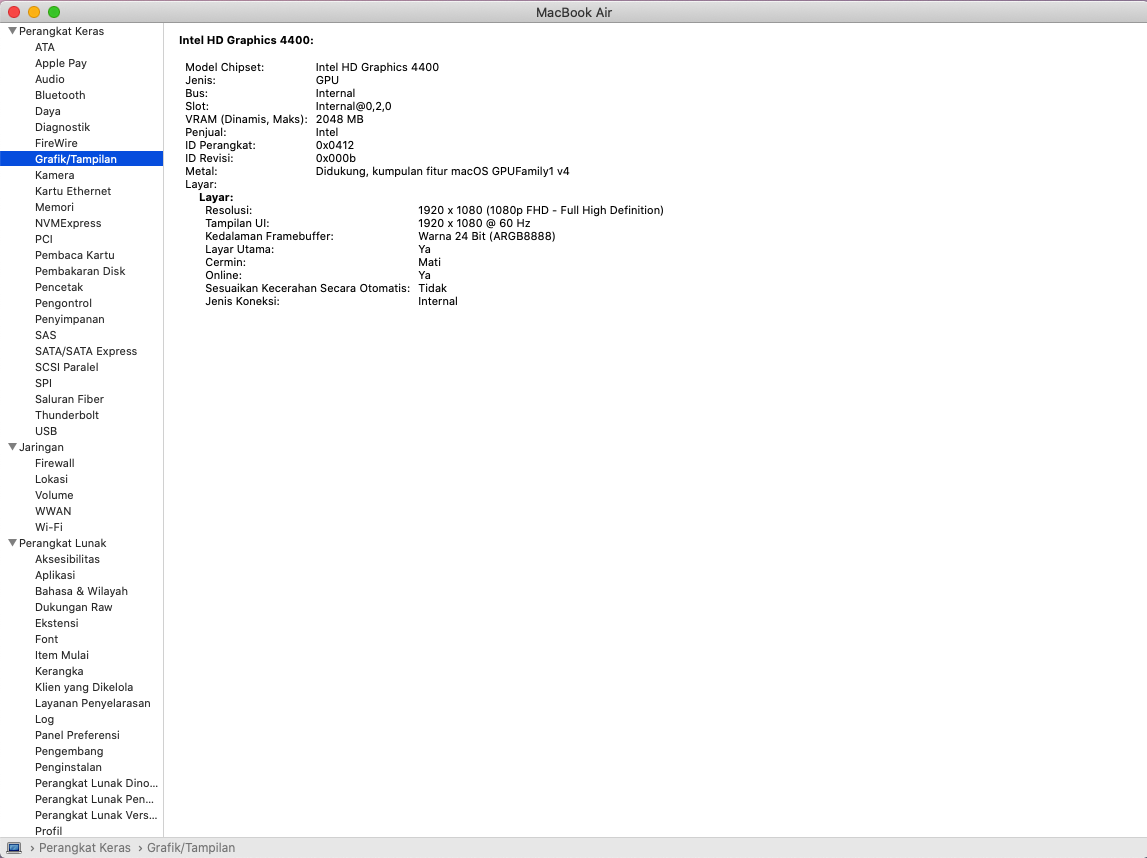 MacBook Air
Perangkat Keras
ATA
Apple Pay
Audio
Bluetooth
Daya
Diagnostik
FireWire
Grafik/Tampilan
Kamera
Kartu Ethernet
Memori
NVMExpress
PCI
Pembaca Kartu
Pembakaran Disk
Pencetak
Pengontrol
Penyimpanan
SAS
SATA/SATA Express
SCSI Paralel
SPI
Saluran Fiber
Thunderbolt
USB
Jaringan
Firewall
Lokasi
Volume
WWAN
Wi-Fi
Perangkat Lunak
Aksesibilitas
Aplikasi
Bahasa & Wilayah
Dukungan Raw
Ekstensi
Font
Item Mulai
Kerangka
Klien yang Dikelola
Layanan Penyelarasan
Log
Panel Preferensi
Pengembang
Penginstalan
Perangkat Lunak Dino...
Perangkat Lunak Pen...
Perangkat Lunak Vers...
Profil
Intel HD Graphics 4400:
Model Chipset: Intel HD Graphics 4400
Jenis: GPU
Bus: Internal
Slot: Internal@0,2,0
VRAM (Dinamis, Maks): 2048 MB
Penjual: Intel
ID Perangkat: 0x0412
ID Revisi: 0x000b
Metal: Didukung, kumpulan fitur macOS GPUFamily1 v4
Layar:
Layar:
Resolusi: 1920 x 1080 (1080p FHD - Full High Definition)
Tampilan UI: 1920 x 1080 @ 60 Hz
Kedalaman Framebuffer: Warna 24 Bit (ARGB8888)
Layar Utama: Ya
Cermin: Mati
Online: Ya
Sesuaikan Kecerahan Secara Otomatis: Tidak
Jenis Koneksi: Internal
› Perangkat Keras › Grafik/Tampilan